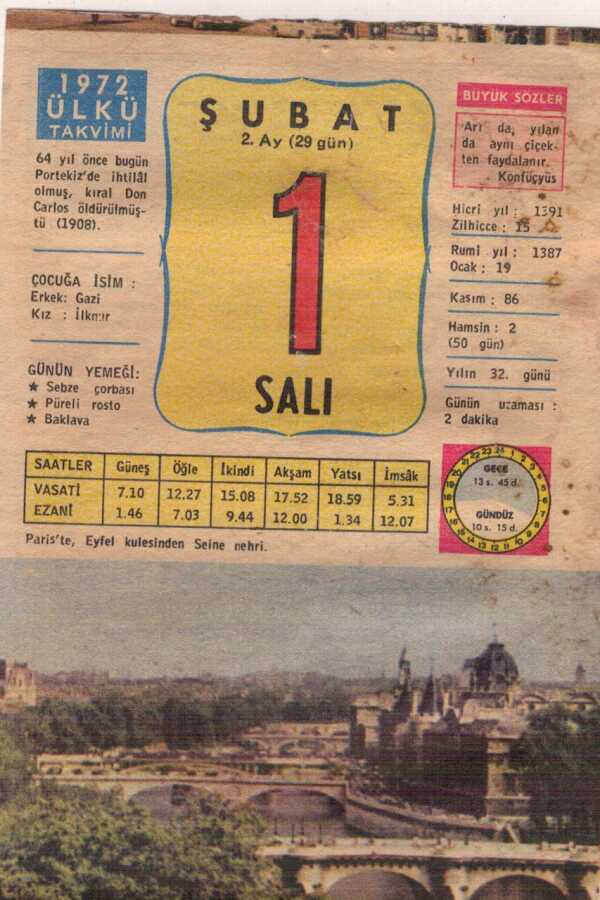 1972
ÜLKÜ
TAKVİMİ
64 yıl önce bugün
Portekiz'de ihtilâl
olmuş, kıral Don
Carlos öldürülmüş-
tü (1908).
ÇOCUĞA İSİM :
Erkek: Gazi
Kız : İlknur
GÜNÜN YEMEĞİ:
★ Sebze çorbası
★ Püreli rosto
★ Baklava
ŞUBAT
2. Ay (29 gün)
1
SALI
BÜYÜK SÖZLER
Arı da, yılan
da aynı çiçek-
ten faydalanır.
Konfüçyüs
Hicrî yıl : 1391
Zilhicce : 15
Rumî yıl : 1387
Ocak : 19
Kasım : 86
Hamsin : 2
(50 gün)
Yılın 32. günü
Günün uzaması :
2 dakika
SAATLER Güneş Öğle İkindi Akşam Yatsı İmsâk
VASATİ 7.10 12.27 15.08 17.52 18.59 5.31
EZANİ 1.46 7.03 9.44 12.00 1.34 12.07
GECE
13 s. 45 d.
GÜNDÜZ
10 s. 15 d.
Paris'te, Eyfel kulesinden Seine nehri.